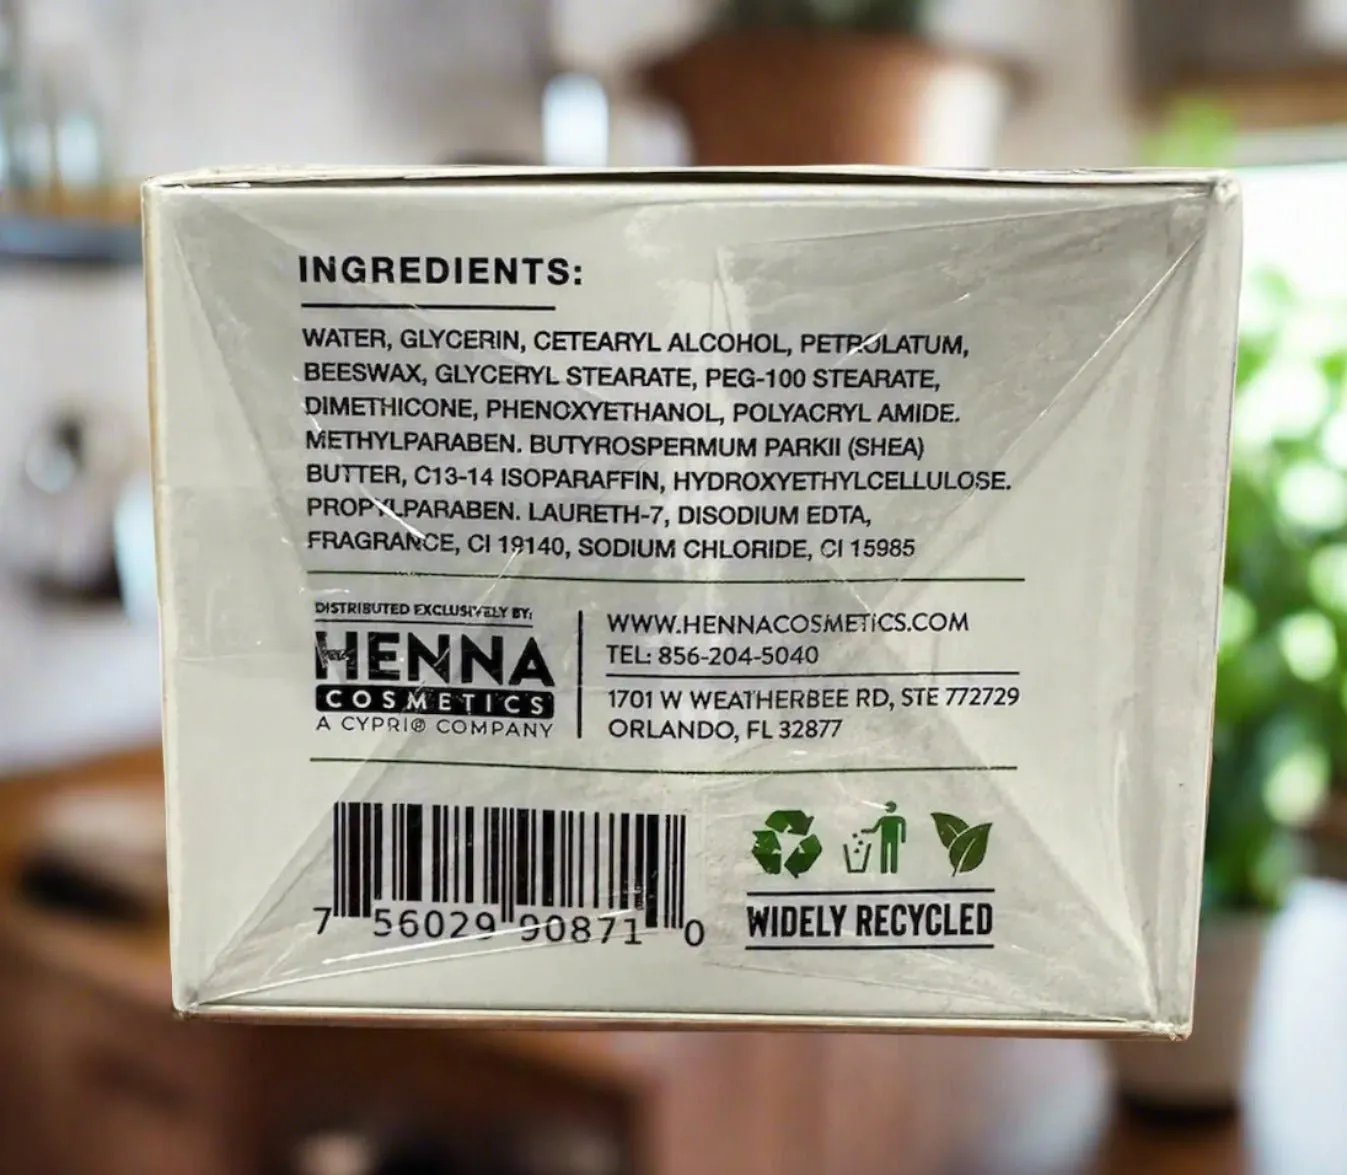 INGREDIENTS:
WATER, GLYCERIN, CETEARYL ALCOHOL, PETROLATUM,
BEESWAX, GLYCERYL STEARATE, PEG-100 STEARATE,
DIMETHICONE, PHENOXYETHANOL, POLYACRYL AMIDE.
METHYLPARABEN. BUTYROSPERMUM PARKII (SHEA)
BUTTER, C13-14 ISOPARAFFIN, HYDROXYETHYLCELLULOSE.
PROPYLPARABEN. LAURETH-7, DISODIUM EDTA,
FRAGRANCE, CI 19140, SODIUM CHLORIDE, CI 15985
DISTRIBUTED EXCLUSIVELY BY:
HENNA
COSMETICS
A CYPRI® COMPANY
WWW.HENNACOSMETICS.COM
TEL: 856-204-5040
1701 W WEATHERBEE RD, STE 772729
ORLANDO, FL 32877
7 56029 90871 0
WIDELY RECYCLED